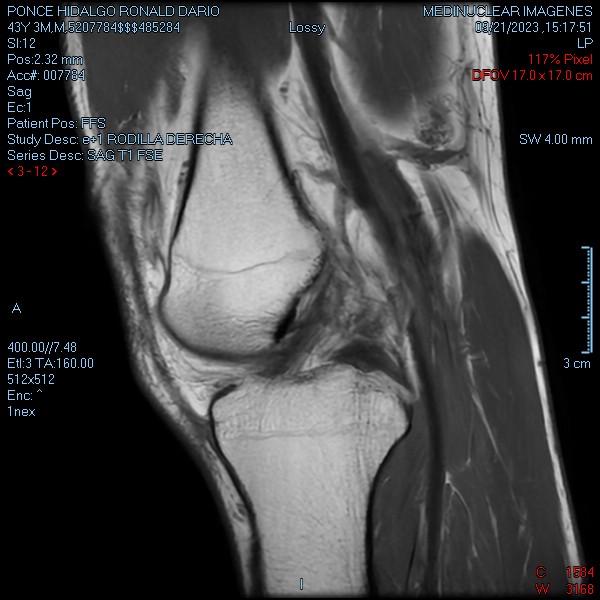 PONCE HIDALGO RONALD DARIO
43Y 3M,M,5207784$$$485284
Sl:12
Pos:2.32 mm
Acc#: 007784
Sag
Ec:1
Patient Pos: FFS
Study Desc: e+1 RODILLA DERECHA
Series Desc: SAG T1 FSE
< 3 - 12 >
Lossy
MEDINUCLEAR IMAGENES
09/21/2023 ,15:17:51
LP
117% Pixel
DFOV 17.0 x 17.0 cm
SW 4.00 mm
A
3 cm
400.00//7.48
Etl:3 TA:160.00
512x512
Enc: ^
1nex
I
C 1584
W 3168